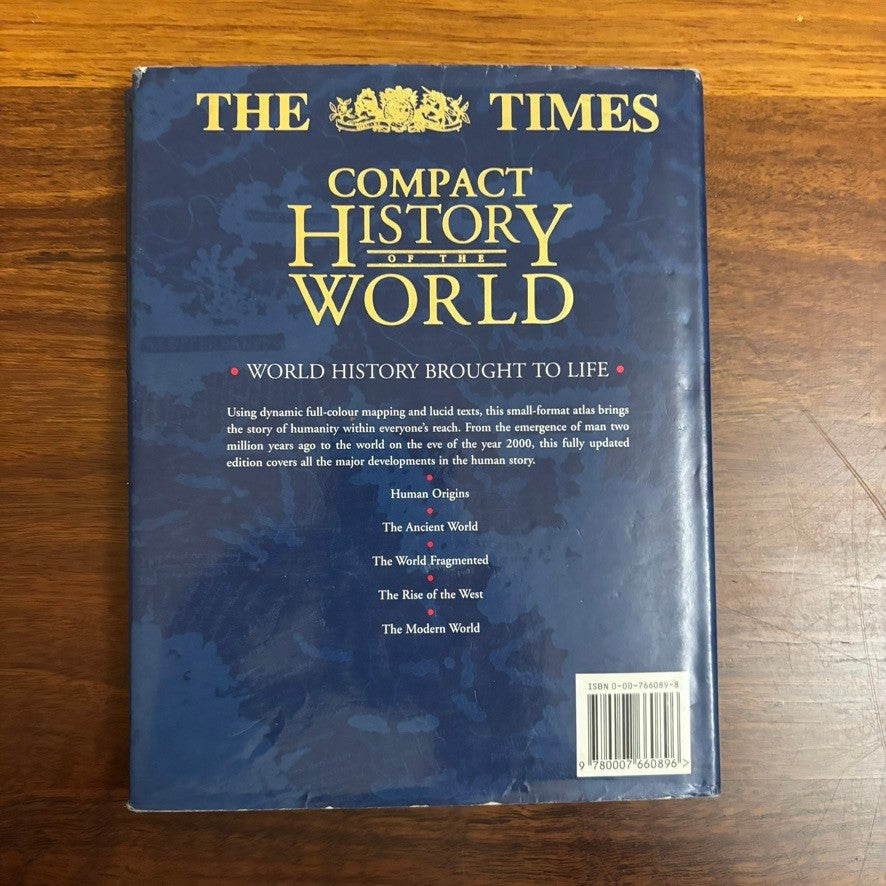 THE TIMES
COMPACT
HISTORY
OF THE
WORLD
• WORLD HISTORY BROUGHT TO LIFE •
Using dynamic full-colour mapping and lucid texts, this small-format atlas brings
the story of humanity within everyone's reach. From the emergence of man two
million years ago to the world on the eve of the year 2000, this fully updated
edition covers all the major developments in the human story.
•
Human Origins
•
The Ancient World
•
The World Fragmented
•
The Rise of the West
•
The Modern World
ISBN 0-00-766089-8
9 780007 660896 >